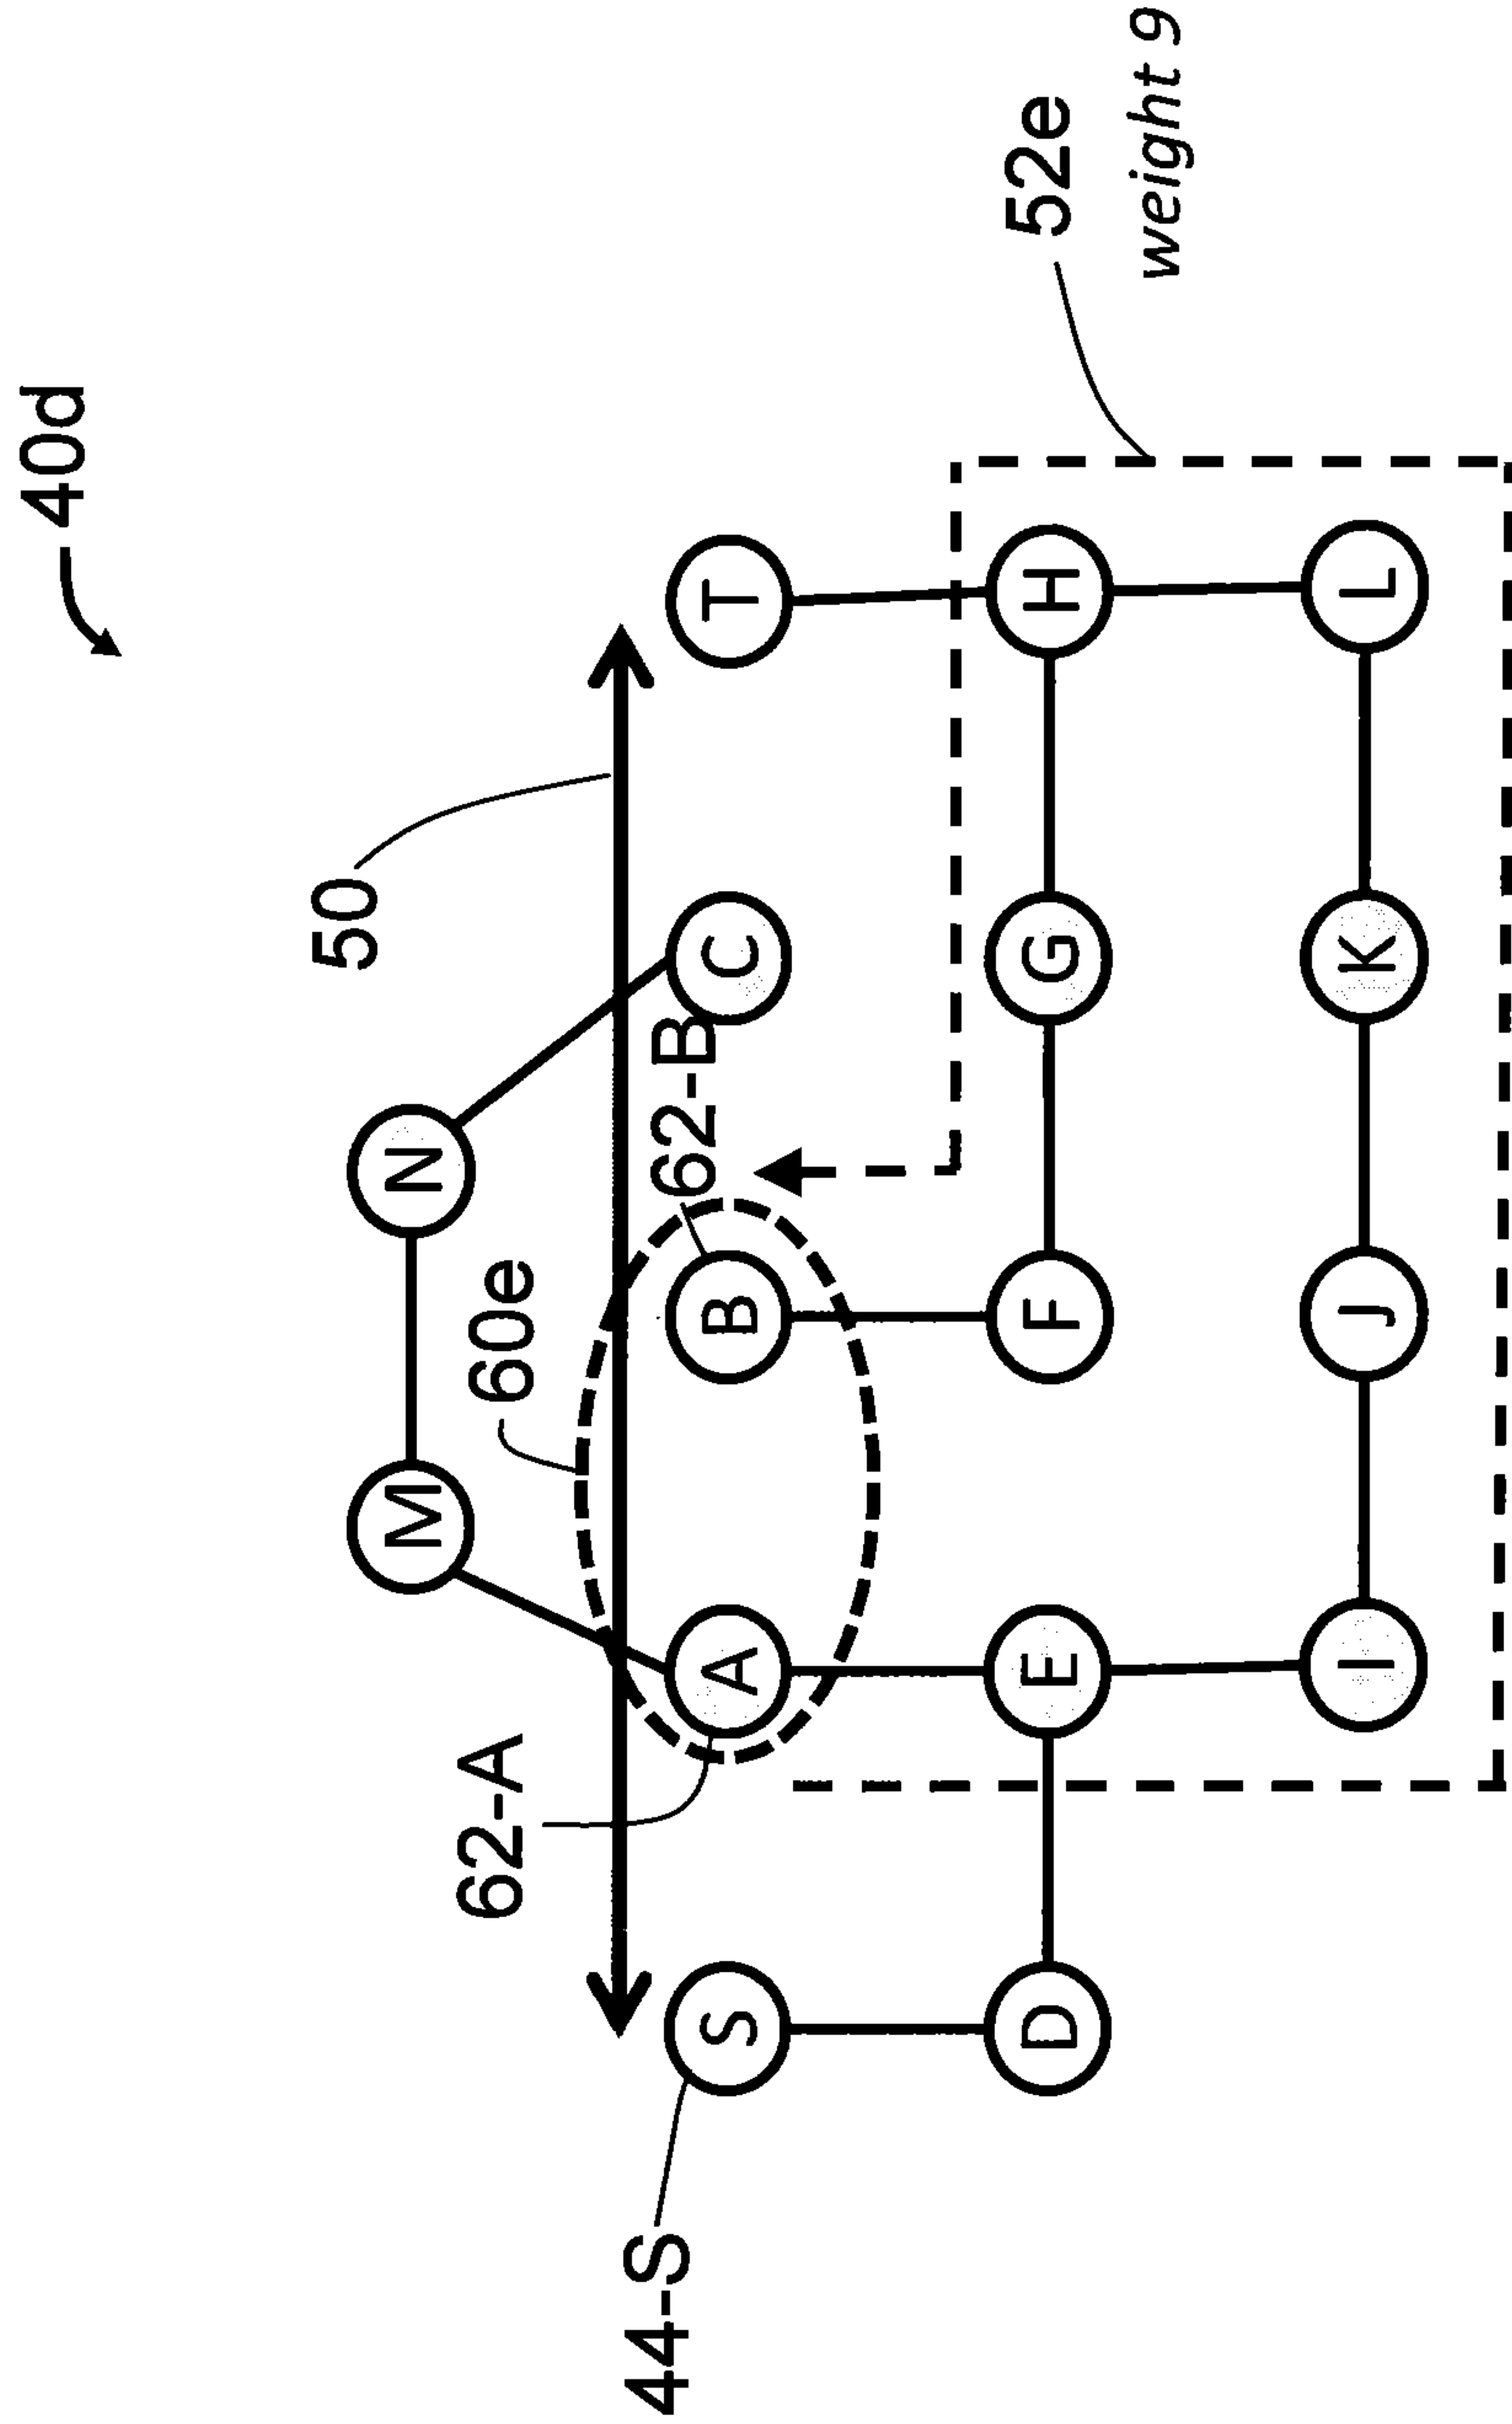 40d
50
M N
62-A 60e
44-S 62-B
S A B C T
D E F G H 52e
weight 9
I J K L